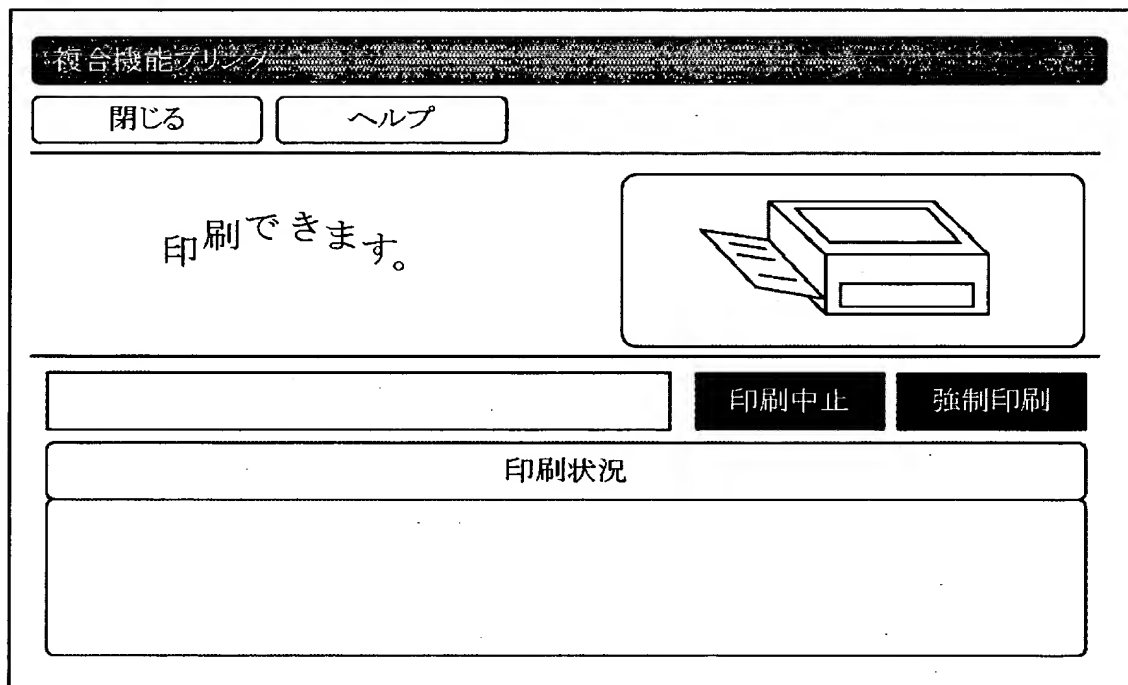 複合機能プリンタ
閉じる ヘルプ
印刷できます。
印刷中止 強制印刷
印刷状況